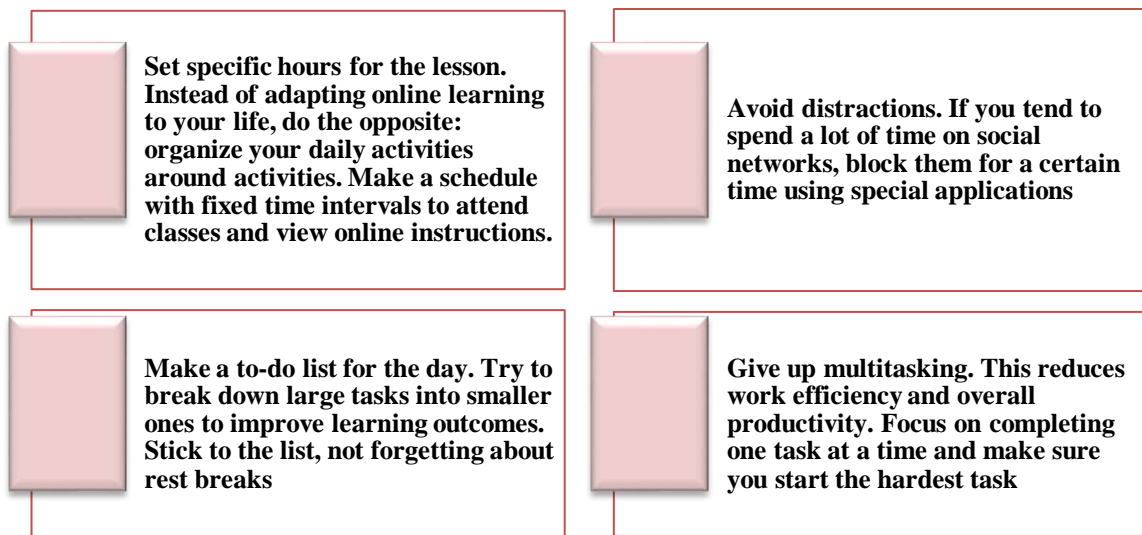 Set specific hours for the lesson.
Instead of adapting online learning
to your life, do the opposite:
organize your daily activities
around activities. Make a schedule
with fixed time intervals to attend
classes and view online instructions.
Avoid distractions. If you tend to
spend a lot of time on social
networks, block them for a certain
time using special applications
Make a to-do list for the day. Try to
break down large tasks into smaller
ones to improve learning outcomes.
Stick to the list, not forgetting about
rest breaks
Give up multitasking. This reduces
work efficiency and overall
productivity. Focus on completing
one task at a time and make sure
you start the hardest task